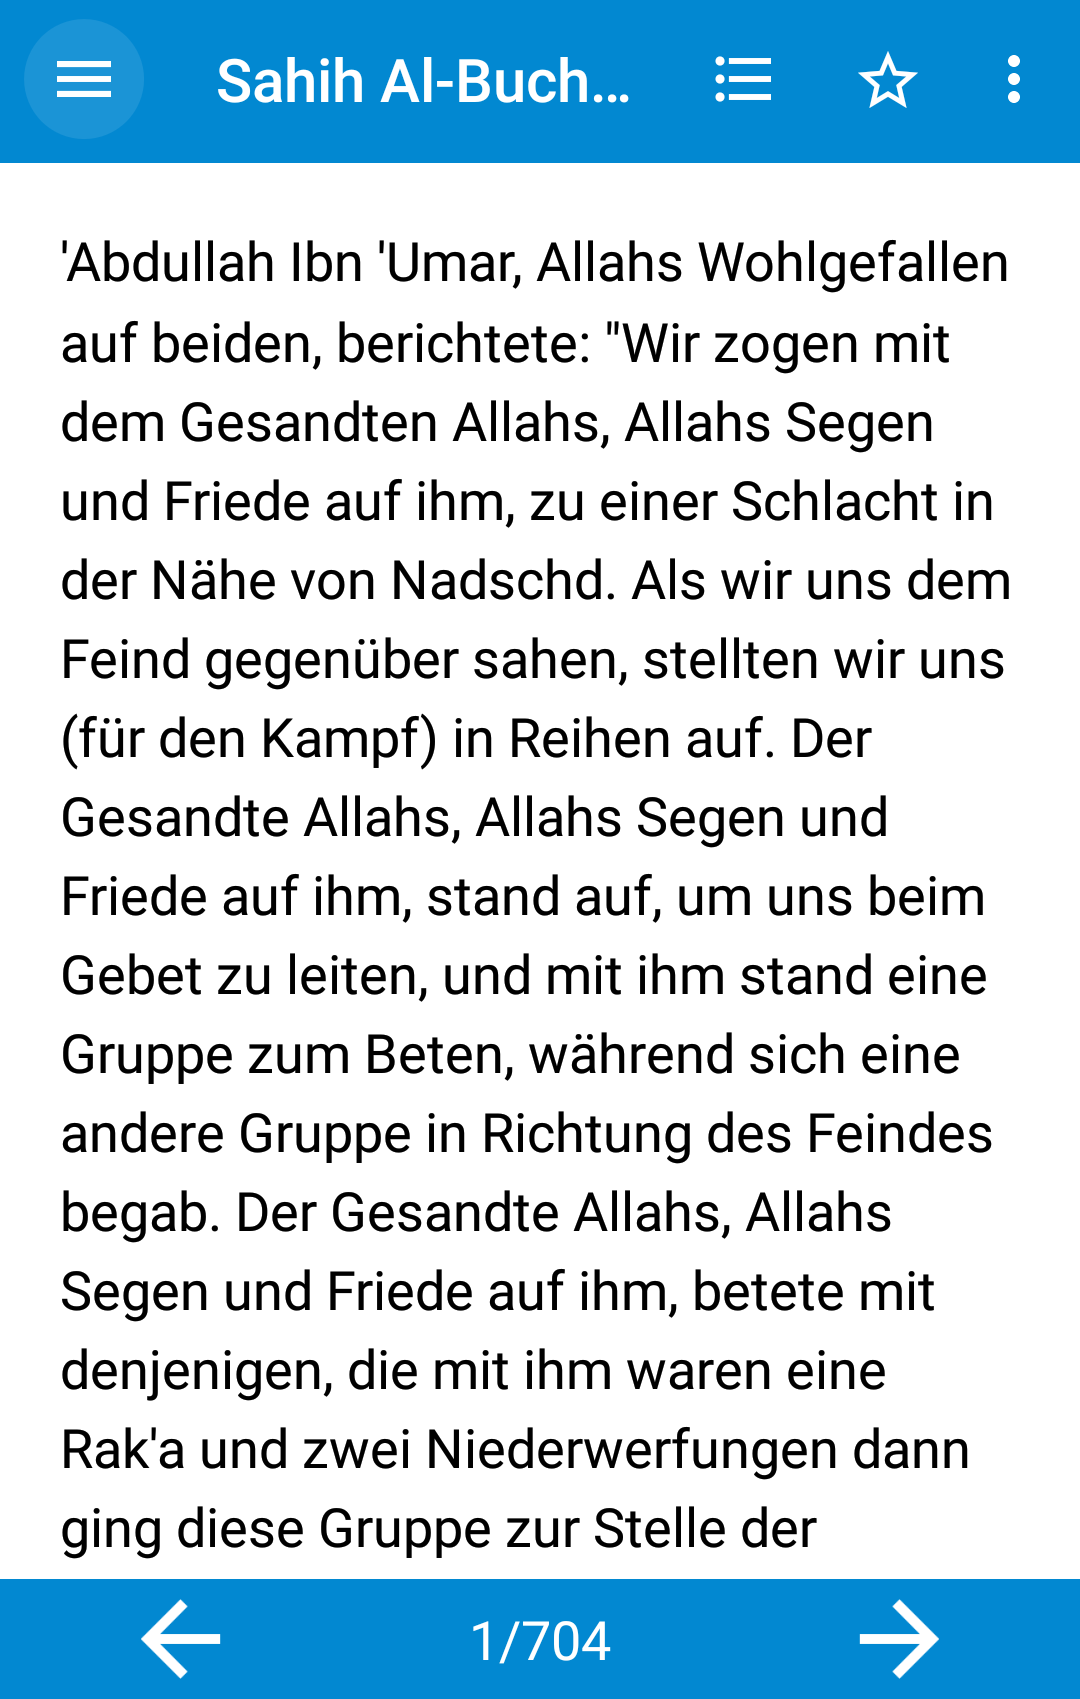 Sahih Al-Buch...
'Abdullah Ibn 'Umar, Allahs Wohlgefallen
auf beiden, berichtete: "Wir zogen mit
dem Gesandten Allahs, Allahs Segen
und Friede auf ihm, zu einer Schlacht in
der Nähe von Nadschd. Als wir uns dem
Feind gegenüber sahen, stellten wir uns
(für den Kampf) in Reihen auf. Der
Gesandte Allahs, Allahs Segen und
Friede auf ihm, stand auf, um uns beim
Gebet zu leiten, und mit ihm stand eine
Gruppe zum Beten, während sich eine
andere Gruppe in Richtung des Feindes
begab. Der Gesandte Allahs, Allahs
Segen und Friede auf ihm, betete mit
denjenigen, die mit ihm waren eine
Rak'a und zwei Niederwerfungen dann
ging diese Gruppe zur Stelle der
1/704